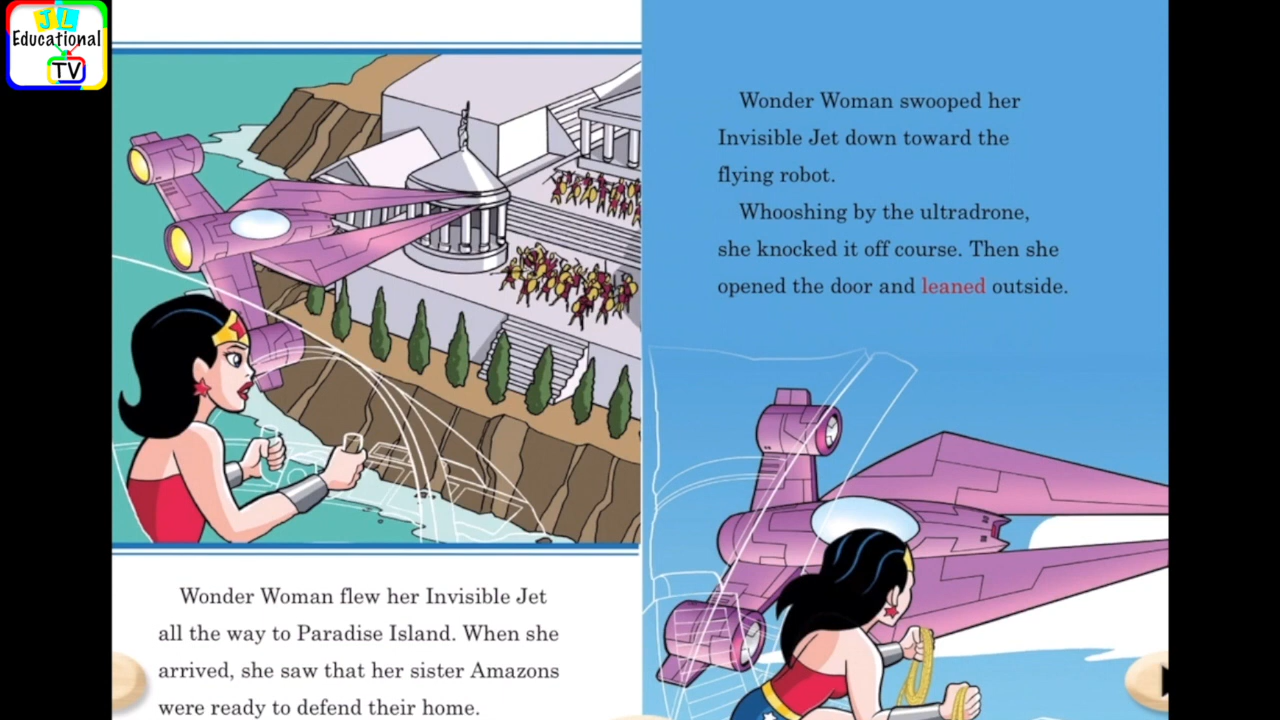 JL
Educational
TV
Wonder Woman flew her Invisible Jet
all the way to Paradise Island. When she
arrived, she saw that her sister Amazons
were ready to defend their home.
Wonder Woman swooped her
Invisible Jet down toward the
flying robot.
Whooshing by the ultradrone,
she knocked it off course. Then she
opened the door and leaned outside.